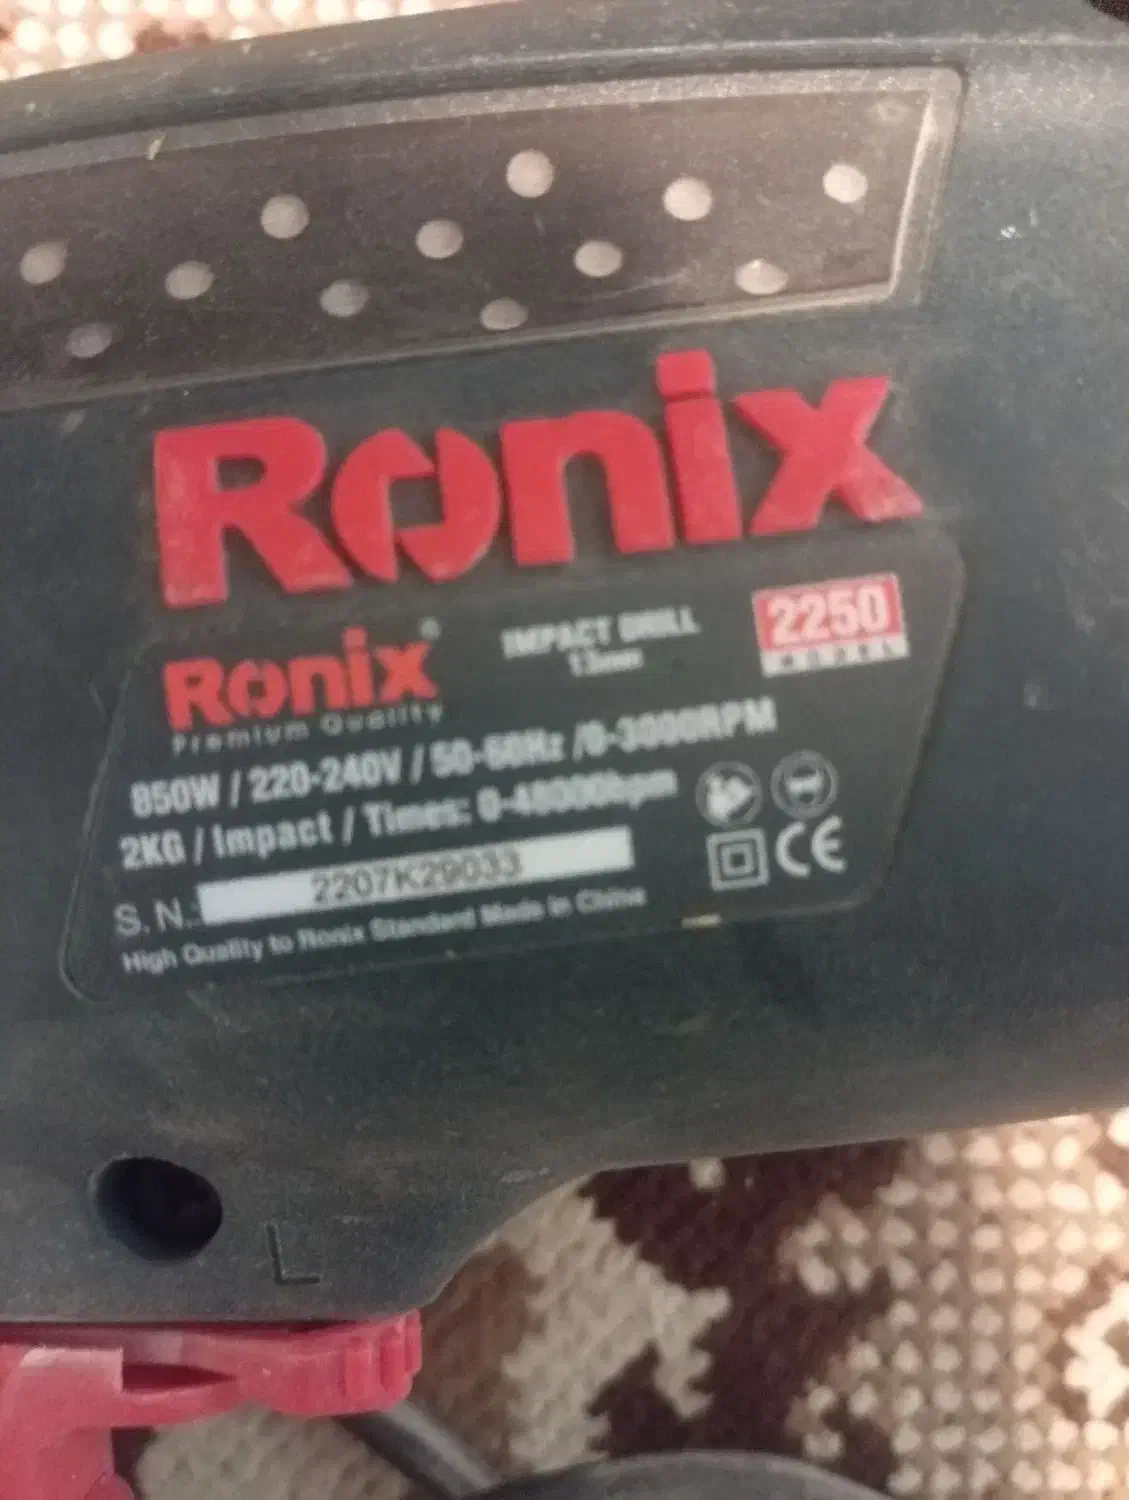 Ronix
Ronix®
Premium Quality
IMPACT DRILL
13mm
2250
MODEL
850W / 220-240V / 50-60Hz /0-3000RPM
2KG / Impact / Times: 0-48000bpm
S.N.: 2207K29033
CE
High Quality to Ronix Standard Made in China
L